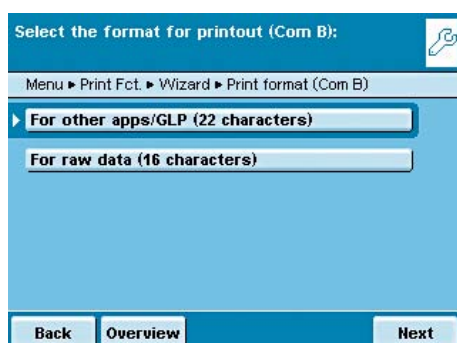 Select the format for printout (Com B):
Menu ▸ Print Fct. ▸ Wizard ▸ Print format (Com B)
For other apps/GLP (22 characters)
For raw data (16 characters)
Back Overview Next